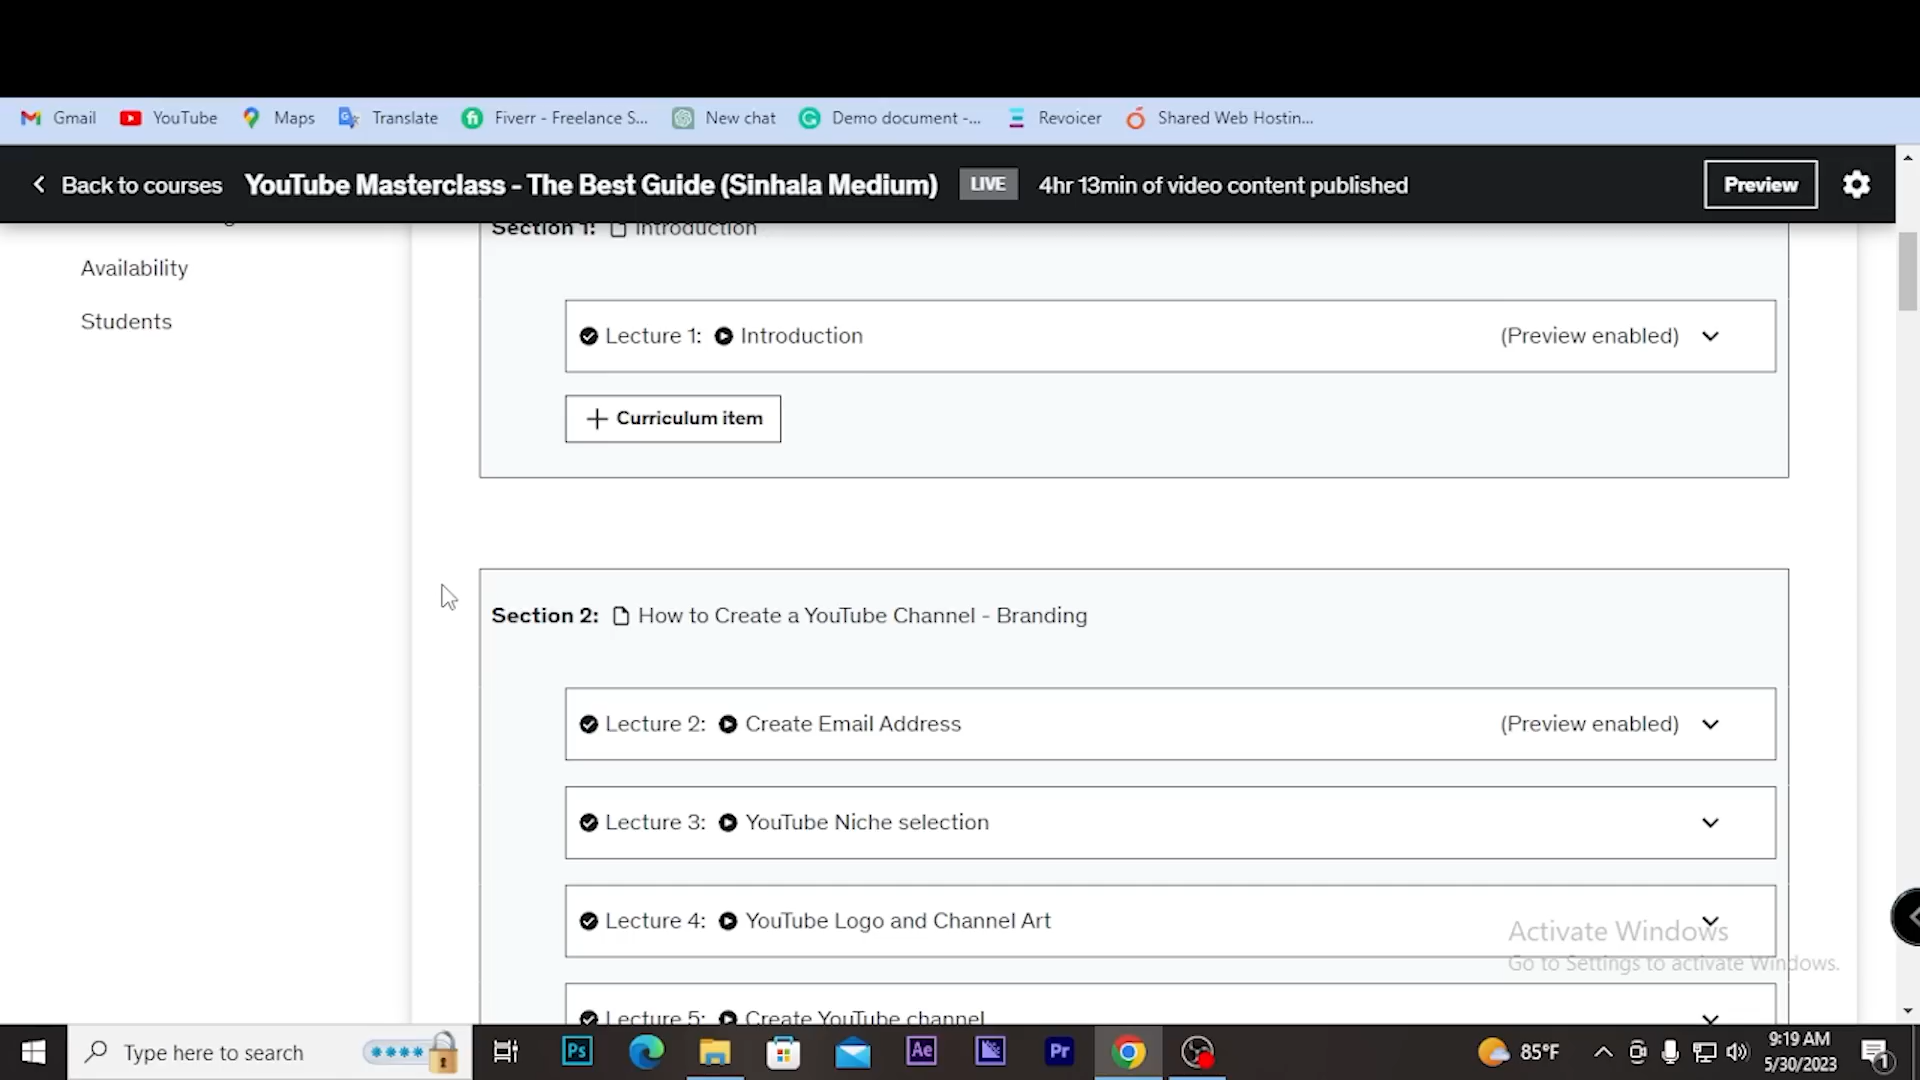 Gmail YouTube Maps Translate Fiverr - Freelance S... New chat Demo document -... Revoicer Shared Web Hostin...
Back to courses YouTube Masterclass - The Best Guide (Sinhala Medium) LIVE 4hr 13min of video content published Preview
Section 1: Introduction
Availability
Students
Lecture 1: Introduction (Preview enabled)
+ Curriculum item
Section 2: How to Create a YouTube Channel - Branding
Lecture 2: Create Email Address (Preview enabled)
Lecture 3: YouTube Niche selection
Lecture 4: YouTube Logo and Channel Art
Activate Windows
Go to Settings to activate Windows.
Lecture 5: Create YouTube channel
Type here to search
Ps
Ae
Pr
85°F
9:19 AM
5/30/2023
1